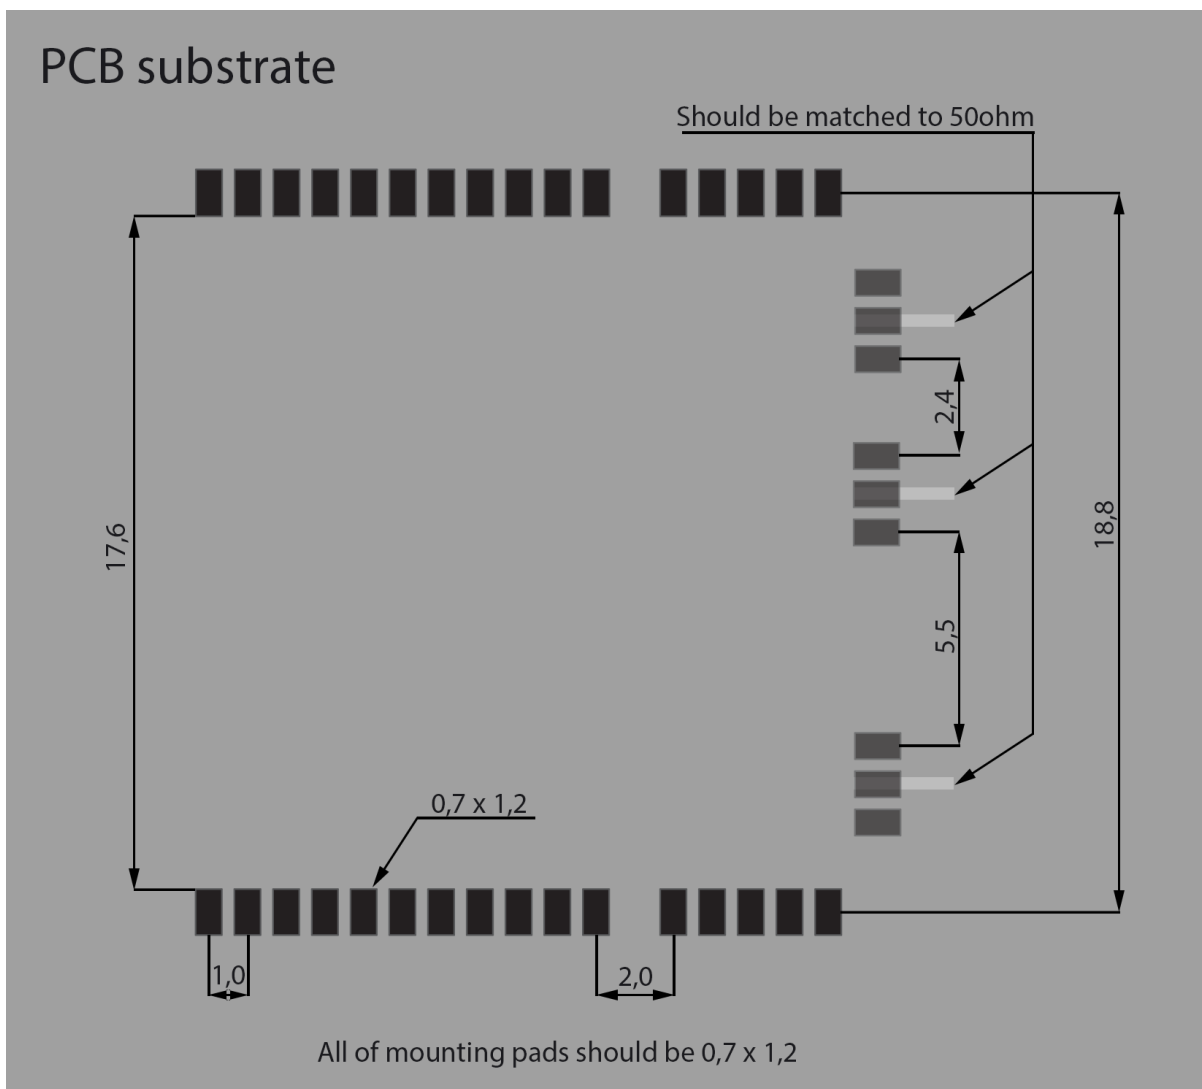 PCB substrate
Should be matched to 50ohm
2,4
17,6
18,8
5,5
0,7 x 1,2
1,0
2,0
All of mounting pads should be 0,7 x 1,2